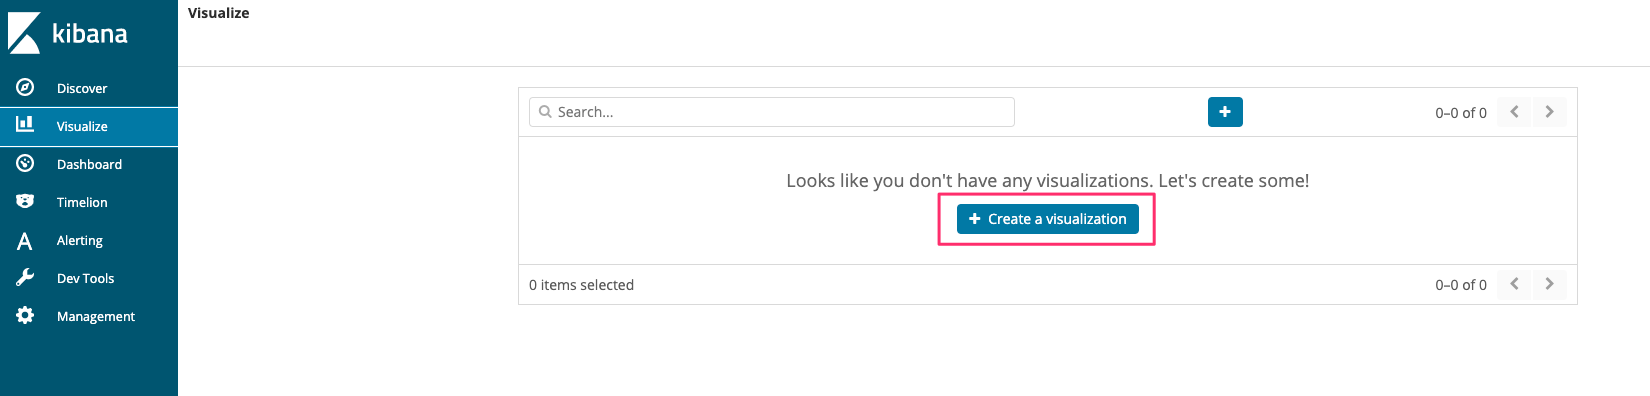 kibana
Discover
Visualize
Dashboard
Timelion
Alerting
Dev Tools
Management
Visualize
Search...
0–0 of 0
Looks like you don't have any visualizations. Let's create some!
Create a visualization
0 items selected
0–0 of 0